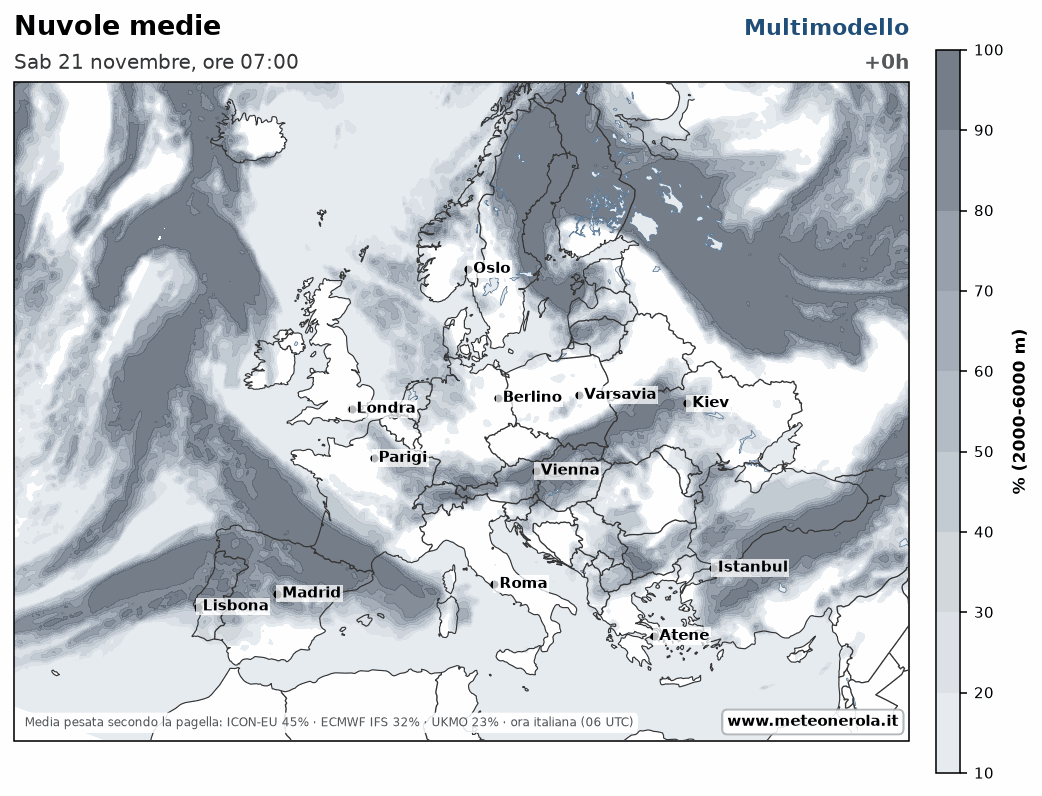 Nuvole medie
Multimodello
Sab 21 novembre, ore 07:00
+0h
100
90
80
70
60
50
40
30
20
10
% (2000-6000 m)
Oslo
Londra
Berlino
Varsavia
Kiev
Parigi
Vienna
Istanbul
Roma
Madrid
Lisbona
Atene
Media pesata secondo la pagella: ICON-EU 45% · ECMWF IFS 32% · UKMO 23% · ora italiana (06 UTC)
www.meteonerola.it